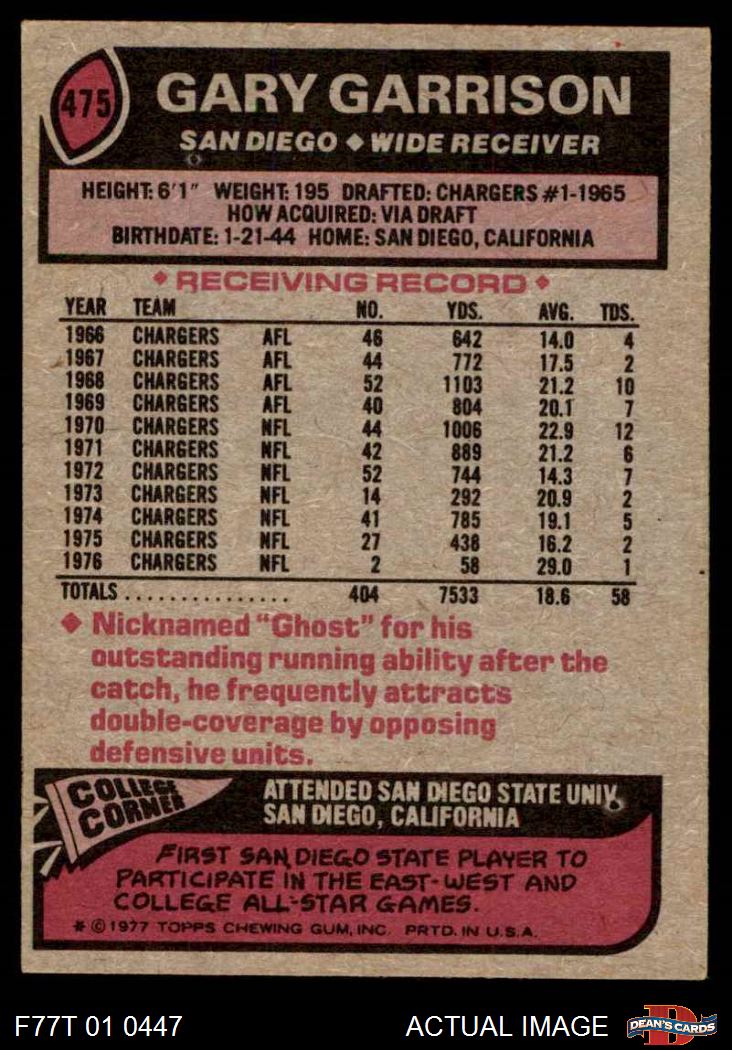 475
GARY GARRISON
SAN DIEGO ◆ WIDE RECEIVER
HEIGHT: 6'1" WEIGHT: 195 DRAFTED: CHARGERS #1-1965
HOW ACQUIRED: VIA DRAFT
BIRTHDATE: 1-21-44 HOME: SAN DIEGO, CALIFORNIA
◆ RECEIVING RECORD ◆
YEAR TEAM NO. YDS. AVG. TDS.
1966 CHARGERS AFL 46 642 14.0 4
1967 CHARGERS AFL 44 772 17.5 2
1968 CHARGERS AFL 52 1103 21.2 10
1969 CHARGERS AFL 40 804 20.1 7
1970 CHARGERS NFL 44 1006 22.9 12
1971 CHARGERS NFL 42 889 21.2 6
1972 CHARGERS NFL 52 744 14.3 7
1973 CHARGERS NFL 14 292 20.9 2
1974 CHARGERS NFL 41 785 19.1 5
1975 CHARGERS NFL 27 438 16.2 2
1976 CHARGERS NFL 2 58 29.0 1
TOTALS ............... 404 7533 18.6 58
◆ Nicknamed "Ghost" for his
outstanding running ability after the
catch, he frequently attracts
double-coverage by opposing
defensive units.
COLLEGE
CORNER
ATTENDED SAN DIEGO STATE UNIV.
SAN DIEGO, CALIFORNIA
FIRST SAN DIEGO STATE PLAYER TO
PARTICIPATE IN THE EAST-WEST AND
COLLEGE ALL-STAR GAMES.
* © 1977 TOPPS CHEWING GUM, INC. PRTD. IN U.S.A.
F77T 01 0447
ACTUAL IMAGE
D
DEAN'S CARDS